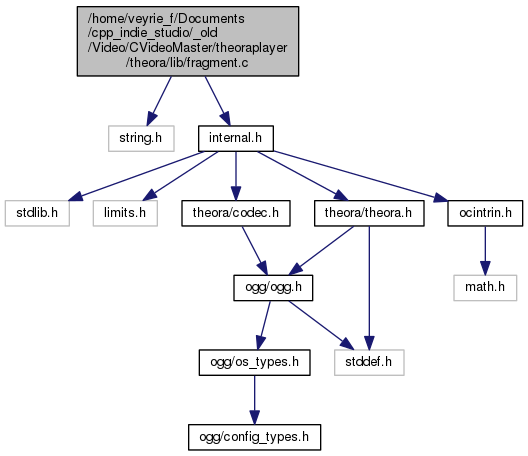 /home/veyrie_f/Documents
/cpp_indie_studio/_old
/Video/CVideoMaster/theoraplayer
/theora/lib/fragment.c
string.h
internal.h
stdlib.h
limits.h
theora/codec.h
theora/theora.h
ocintrin.h
ogg/ogg.h
math.h
ogg/os_types.h
stddef.h
ogg/config_types.h